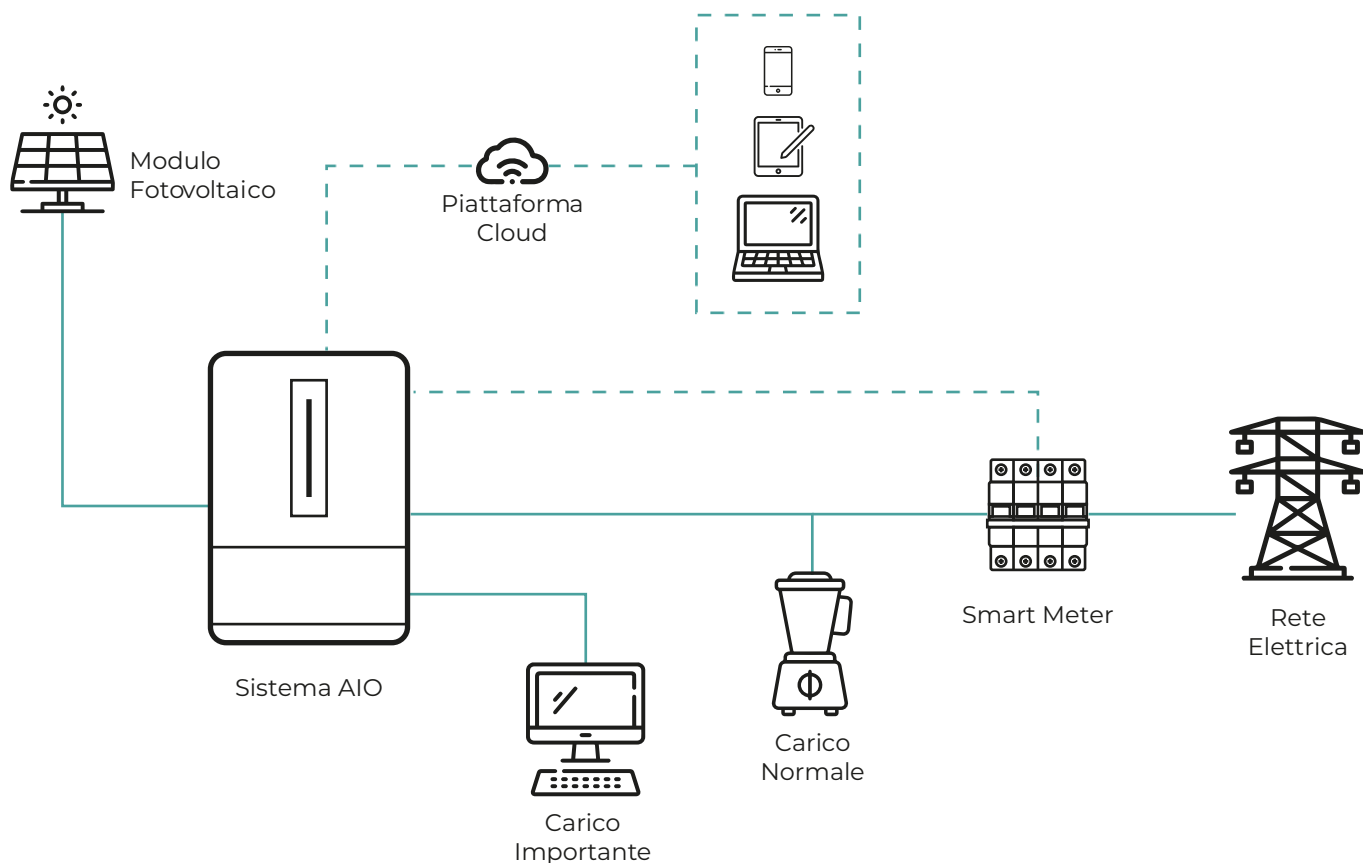 Modulo
Fotovoltaico
Piattaforma
Cloud
Sistema AIO
Smart Meter
Rete
Elettrica
Carico
Normale
Carico
Importante